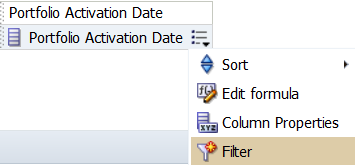 Portfolio Activation Date
Portfolio Activation Date
Sort
Edit formula
Column Properties
Filter